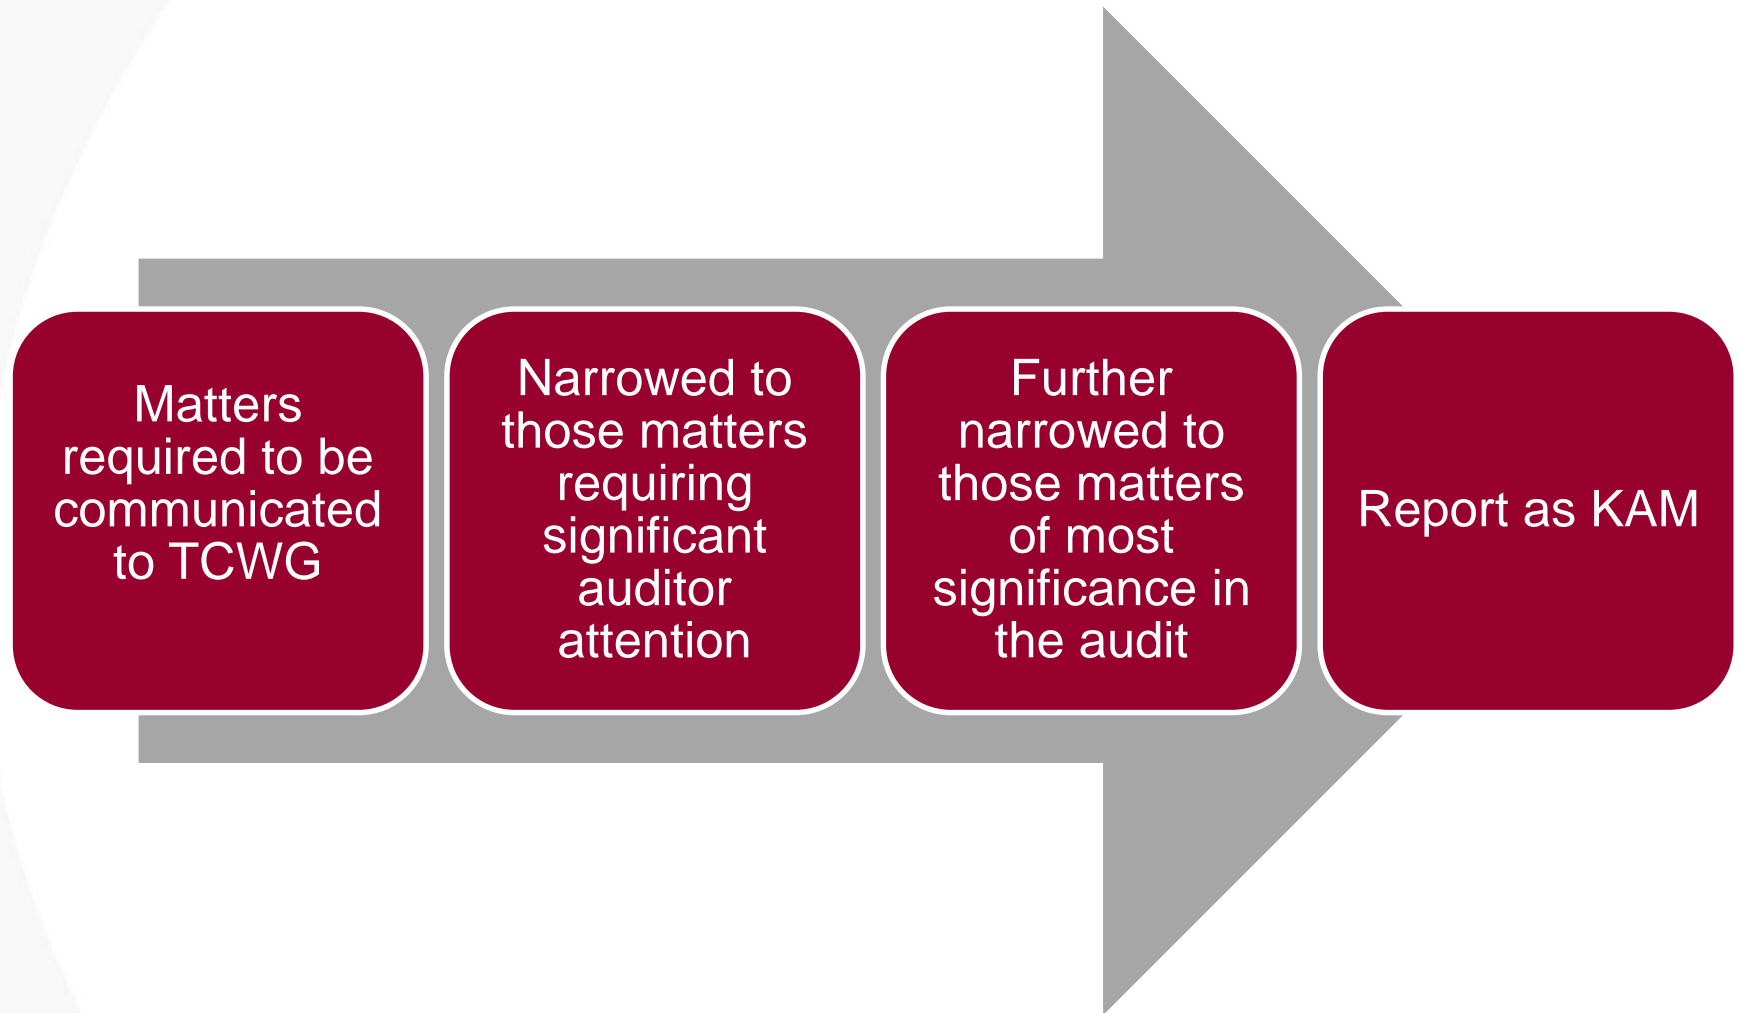 Matters
required to be
communicated
to TCWG
Narrowed to
those matters
requiring
significant
auditor
attention
Further
narrowed to
those matters
of most
significance in
the audit
Report as KAM